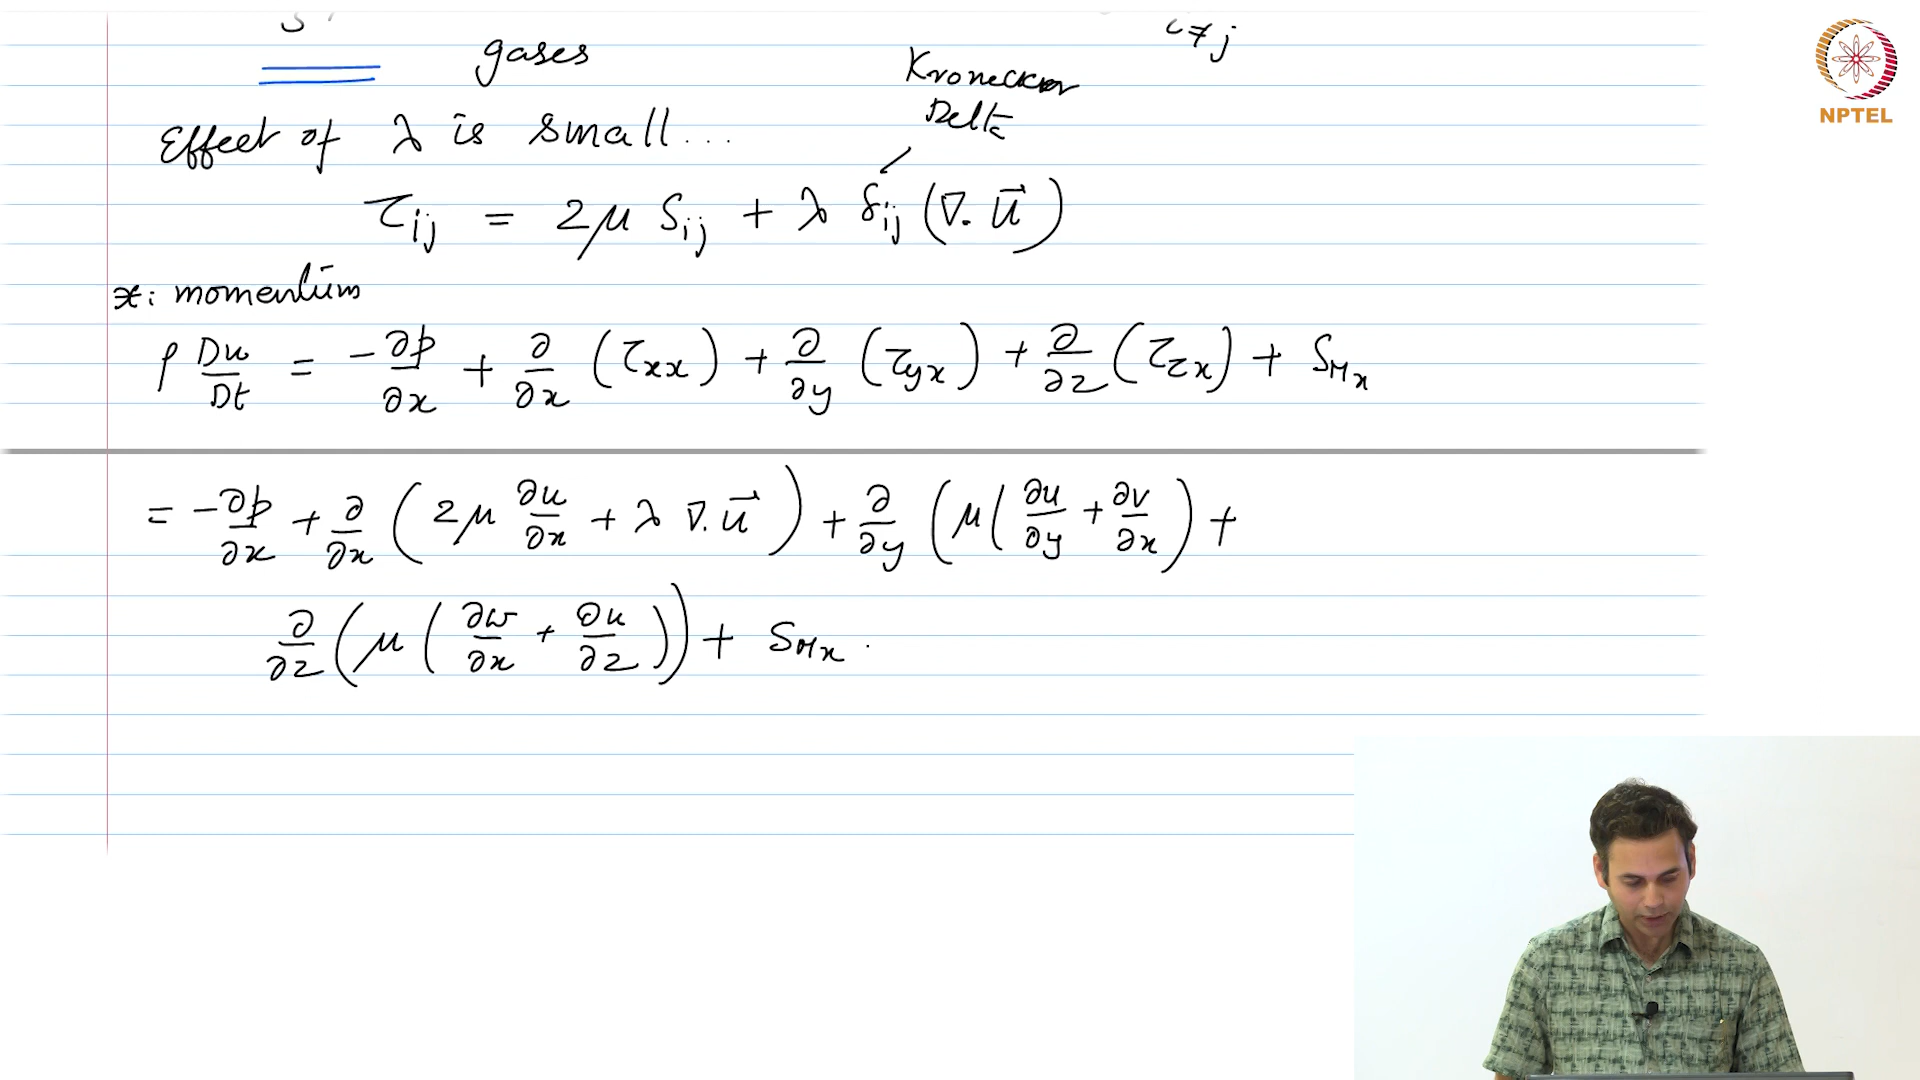 gases
i≠j
Kronecker
Delta
Effect of λ is small...
τij = 2μ Sij + λ δij (∇. u⃗)
x: momentum
ρ Du/Dt = -∂p/∂x + ∂/∂x (τxx) + ∂/∂y (τyx) + ∂/∂z (τzx) + SMx
= -∂p/∂x + ∂/∂x (2μ ∂u/∂x + λ ∇. u⃗) + ∂/∂y (μ(∂u/∂y + ∂v/∂x) +
∂/∂z (μ (∂w/∂x + ∂u/∂z)) + SMx .
NPTEL